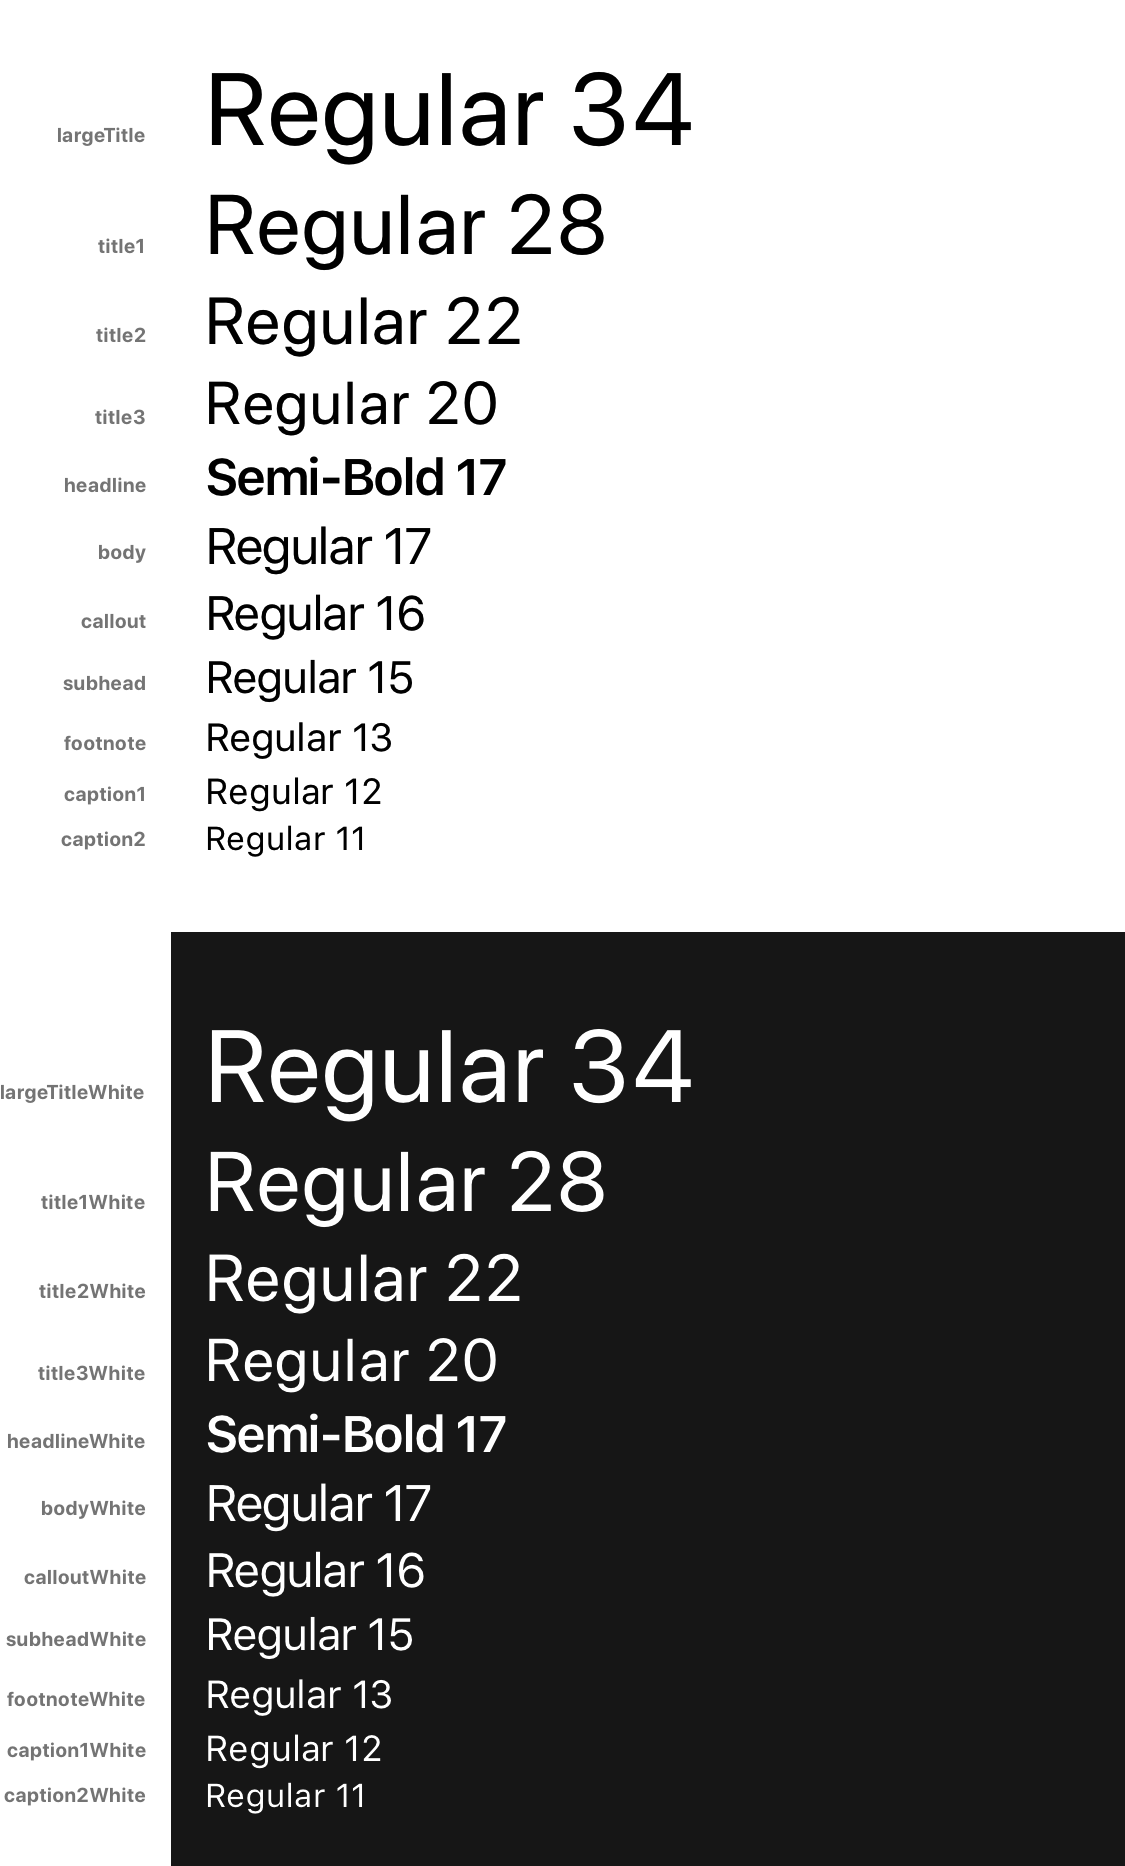 largeTitle Regular 34
title1 Regular 28
title2 Regular 22
title3 Regular 20
headline Semi-Bold 17
body Regular 17
callout Regular 16
subhead Regular 15
footnote Regular 13
caption1 Regular 12
caption2 Regular 11
largeTitleWhite Regular 34
title1White Regular 28
title2White Regular 22
title3White Regular 20
headlineWhite Semi-Bold 17
bodyWhite Regular 17
calloutWhite Regular 16
subheadWhite Regular 15
footnoteWhite Regular 13
caption1White Regular 12
caption2White Regular 11